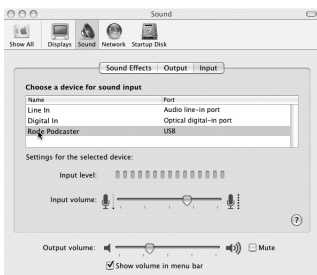 Sound
Show All Displays Sound Network Startup Disk
Sound Effects Output Input
Choose a device for sound input
Name Port
Line In Audio line-in port
Digital In Optical digital-in port
Rode Podcaster USB
Settings for the selected device:
Input level:
Input volume:
?
Output volume: Mute
Show volume in menu bar